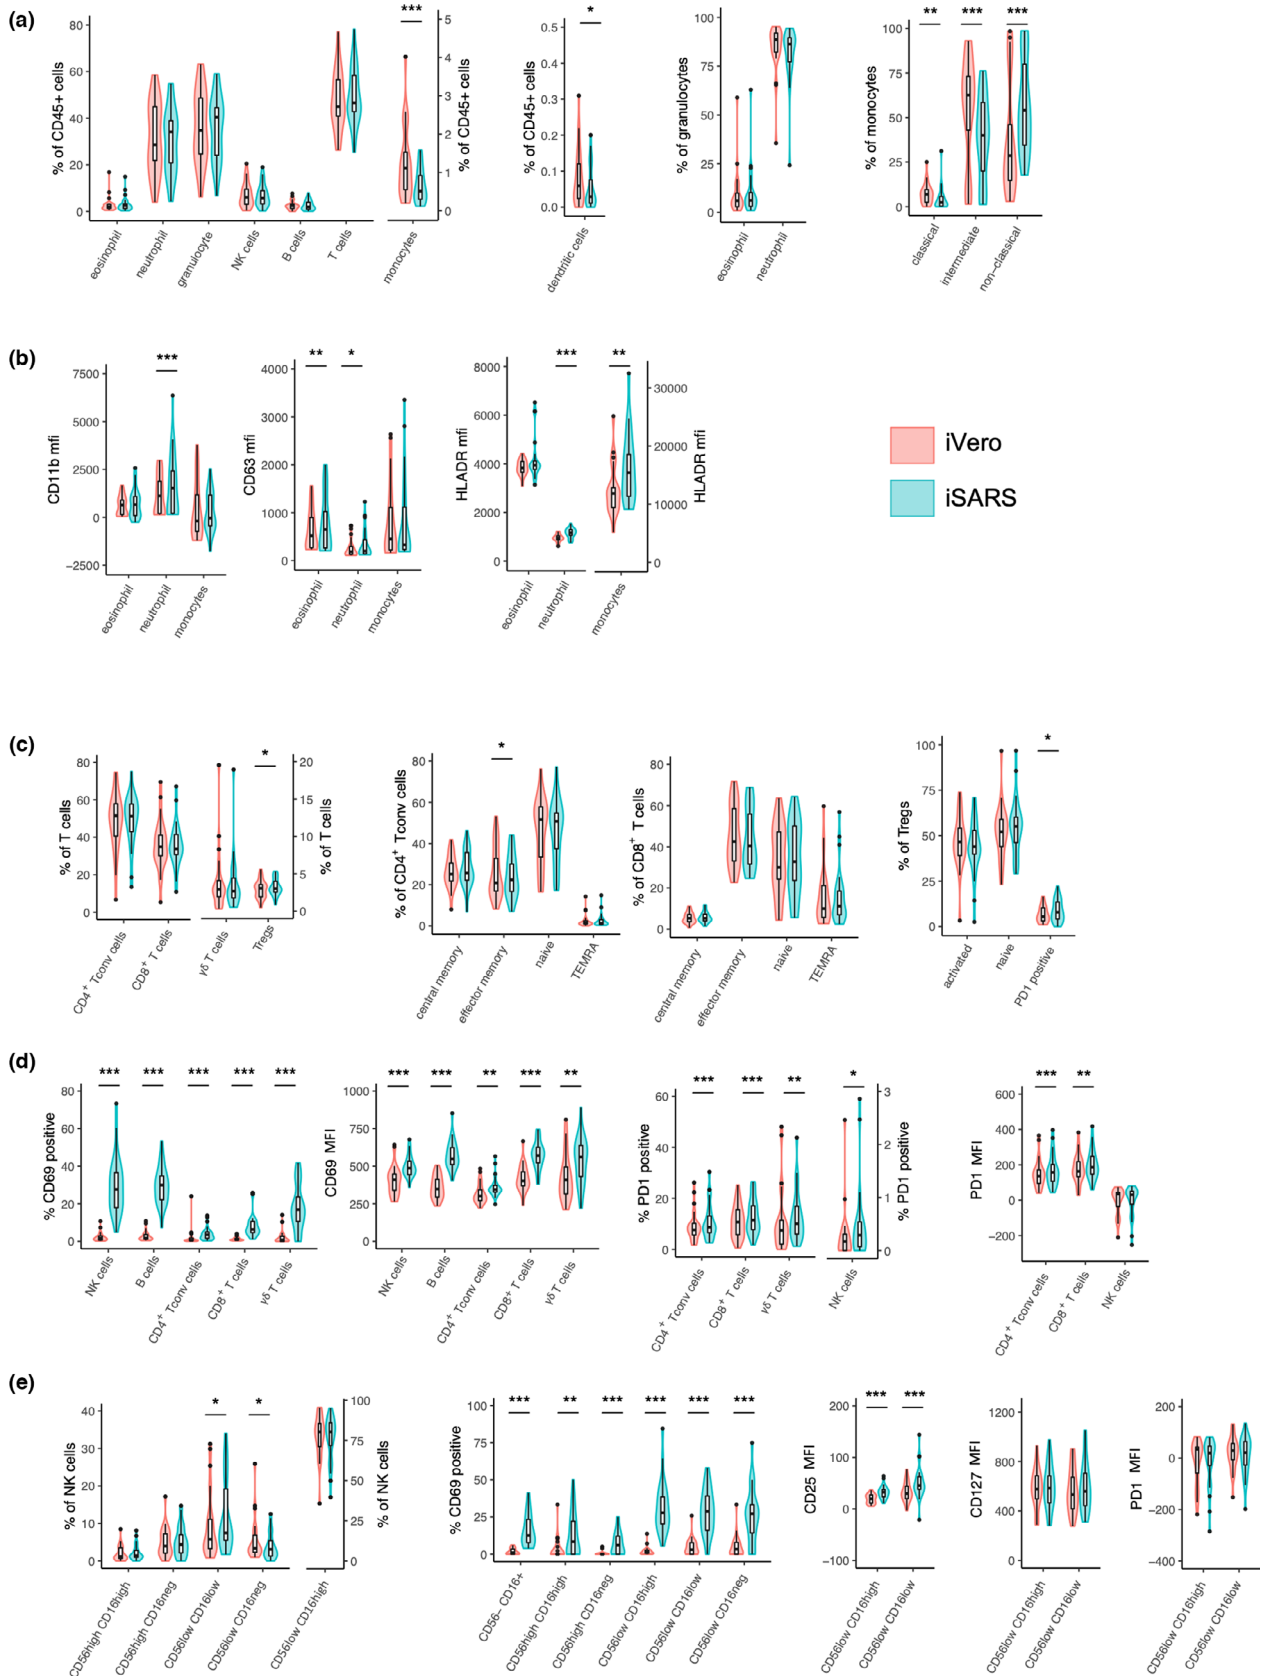 (a)
% of CD45+ cells
80
60
40
20
0
eosinophil
neutrophil
granulocyte
NK cells
B cells
T cells
***
% of CD45+ cells
5
4
3
2
1
0
monocytes
*
% of CD45+ cells
0.5
0.4
0.3
0.2
0.1
0.0
dendritic cells
% of granulocytes
100
75
50
25
0
eosinophil
neutrophil
** *** ***
% of monocytes
100
75
50
25
0
classical
intermediate
non-classical
(b)
***
CD11b mfi
7500
5000
2500
0
−2500
eosinophil
neutrophil
monocytes
** *
CD63 mfi
4000
3000
2000
1000
0
eosinophil
neutrophil
monocytes
*** **
HLADR mfi
8000
6000
4000
2000
0
eosinophil
neutrophil
monocytes
30000
20000
10000
0
HLADR mfi
iVero
iSARS
(c)
*
% of T cells
80
60
40
20
0
CD4+ Tconv cells
CD8+ T cells
γδ T cells
Tregs
20
15
10
5
0
% of T cells
*
% of CD4+ Tconv cells
80
60
40
20
0
central memory
effector memory
naive
TEMRA
% of CD8+ T cells
80
60
40
20
0
central memory
effector memory
naive
TEMRA
*
% of Tregs
100
75
50
25
0
activated
naive
PD1 positive
(d)
*** *** *** *** ***
% CD69 positive
80
60
40
20
0
NK cells
B cells
CD4+ Tconv cells
CD8+ T cells
γδ T cells
*** *** ** *** **
CD69 MFI
1000
750
500
250
0
NK cells
B cells
CD4+ Tconv cells
CD8+ T cells
γδ T cells
*** *** ** *
% PD1 positive
60
40
20
0
CD4+ Tconv cells
CD8+ T cells
γδ T cells
NK cells
3
2
1
0
% PD1 positive
*** **
PD1 MFI
600
400
200
0
−200
CD4+ Tconv cells
CD8+ T cells
NK cells
(e)
* *
% of NK cells
40
30
20
10
0
CD56high CD16high
CD56high CD16neg
CD56low CD16low
CD56low CD16neg
CD56low CD16high
100
75
50
25
0
% of NK cells
*** ** *** *** *** ***
% CD69 positive
100
75
50
25
0
CD56− CD16+
CD56high CD16high
CD56high CD16neg
CD56low CD16high
CD56low CD16low
CD56low CD16neg
*** ***
CD25 MFI
200
100
0
−100
CD56low CD16high
CD56low CD16low
CD127 MFI
1200
800
400
0
CD56low CD16high
CD56low CD16low
PD1 MFI
200
0
−200
−400
CD56low CD16high
CD56low CD16low